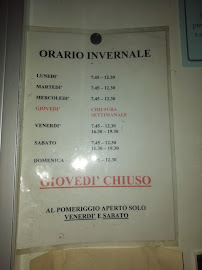 ORARIO INVERNALE
LUNEDI' 7.45 – 12.30
MARTEDI' 7.45 – 12.30
MERCOLEDI' 7.45 – 12.30
GIOVEDI' CHIUSURA
SETTIMANALE
VENERDI' 7.45 – 12.30
16.30 – 19.30
SABATO 7.45 – 12.30
16.30 – 19.30
DOMENICA – 12.30
GIOVEDI' CHIUSO
AL POMERIGGIO APERTO SOLO
VENERDI' E SABATO